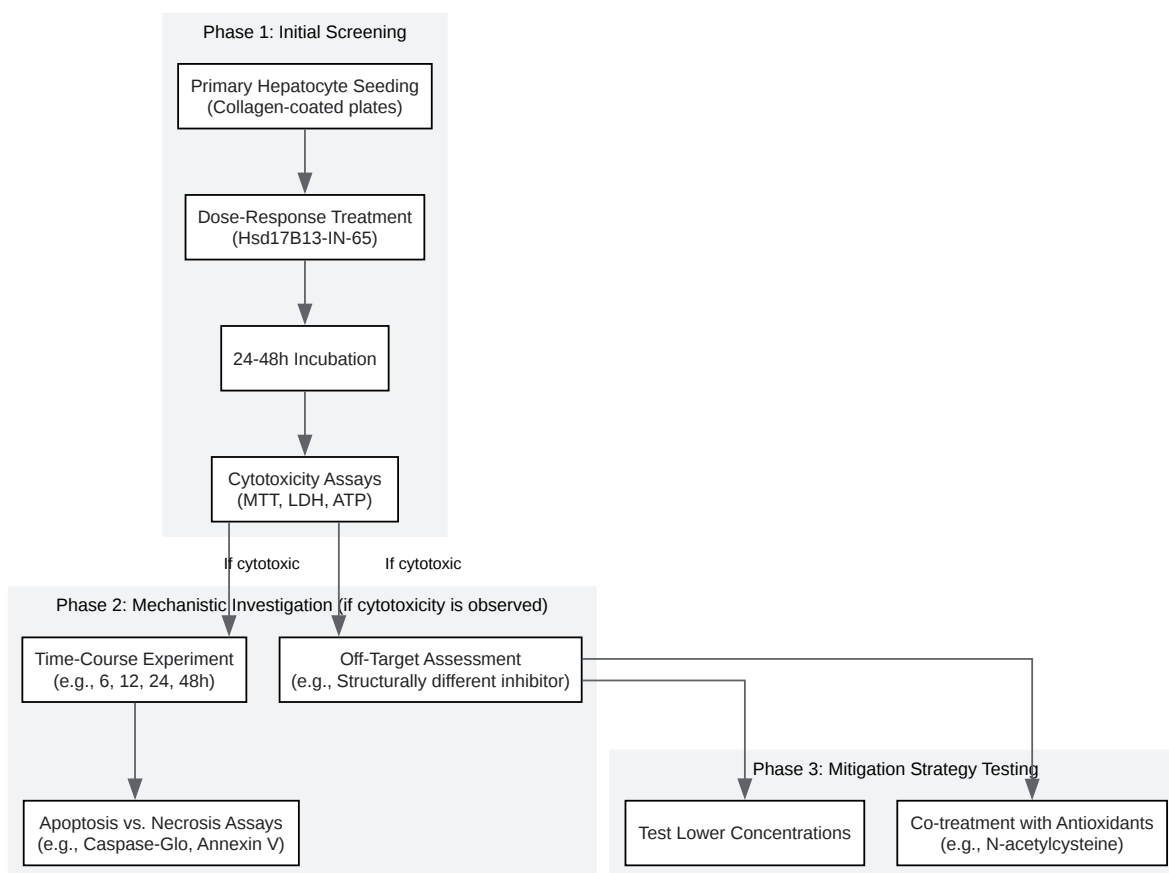 Phase 1: Initial Screening
Primary Hepatocyte Seeding
(Collagen-coated plates)
Dose-Response Treatment
(Hsd17B13-IN-65)
24-48h Incubation
Cytotoxicity Assays
(MTT, LDH, ATP)
If cytotoxic
If cytotoxic
Phase 2: Mechanistic Investigation (if cytotoxicity is observed)
Time-Course Experiment
(e.g., 6, 12, 24, 48h)
Off-Target Assessment
(e.g., Structurally different inhibitor)
Apoptosis vs. Necrosis Assays
(e.g., Caspase-Glo, Annexin V)
Phase 3: Mitigation Strategy Testing
Test Lower Concentrations
Co-treatment with Antioxidants
(e.g., N-acetylcysteine)